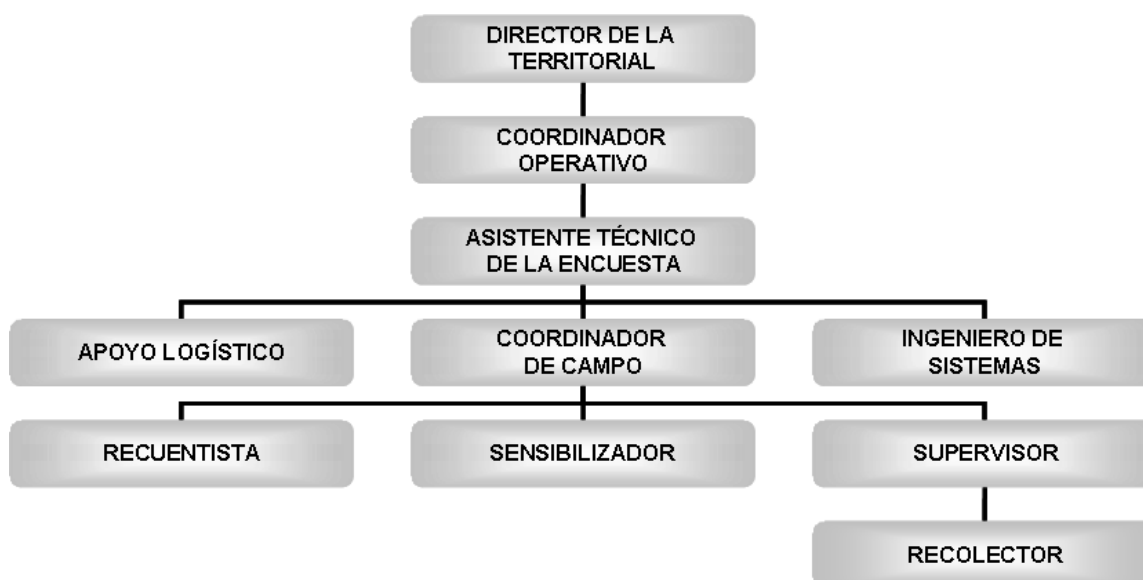 DIRECTOR DE LA
TERRITORIAL
COORDINADOR
OPERATIVO
ASISTENTE TÉCNICO
DE LA ENCUESTA
APOYO LOGÍSTICO
COORDINADOR
DE CAMPO
INGENIERO DE
SISTEMAS
RECUENTISTA
SENSIBILIZADOR
SUPERVISOR
RECOLECTOR